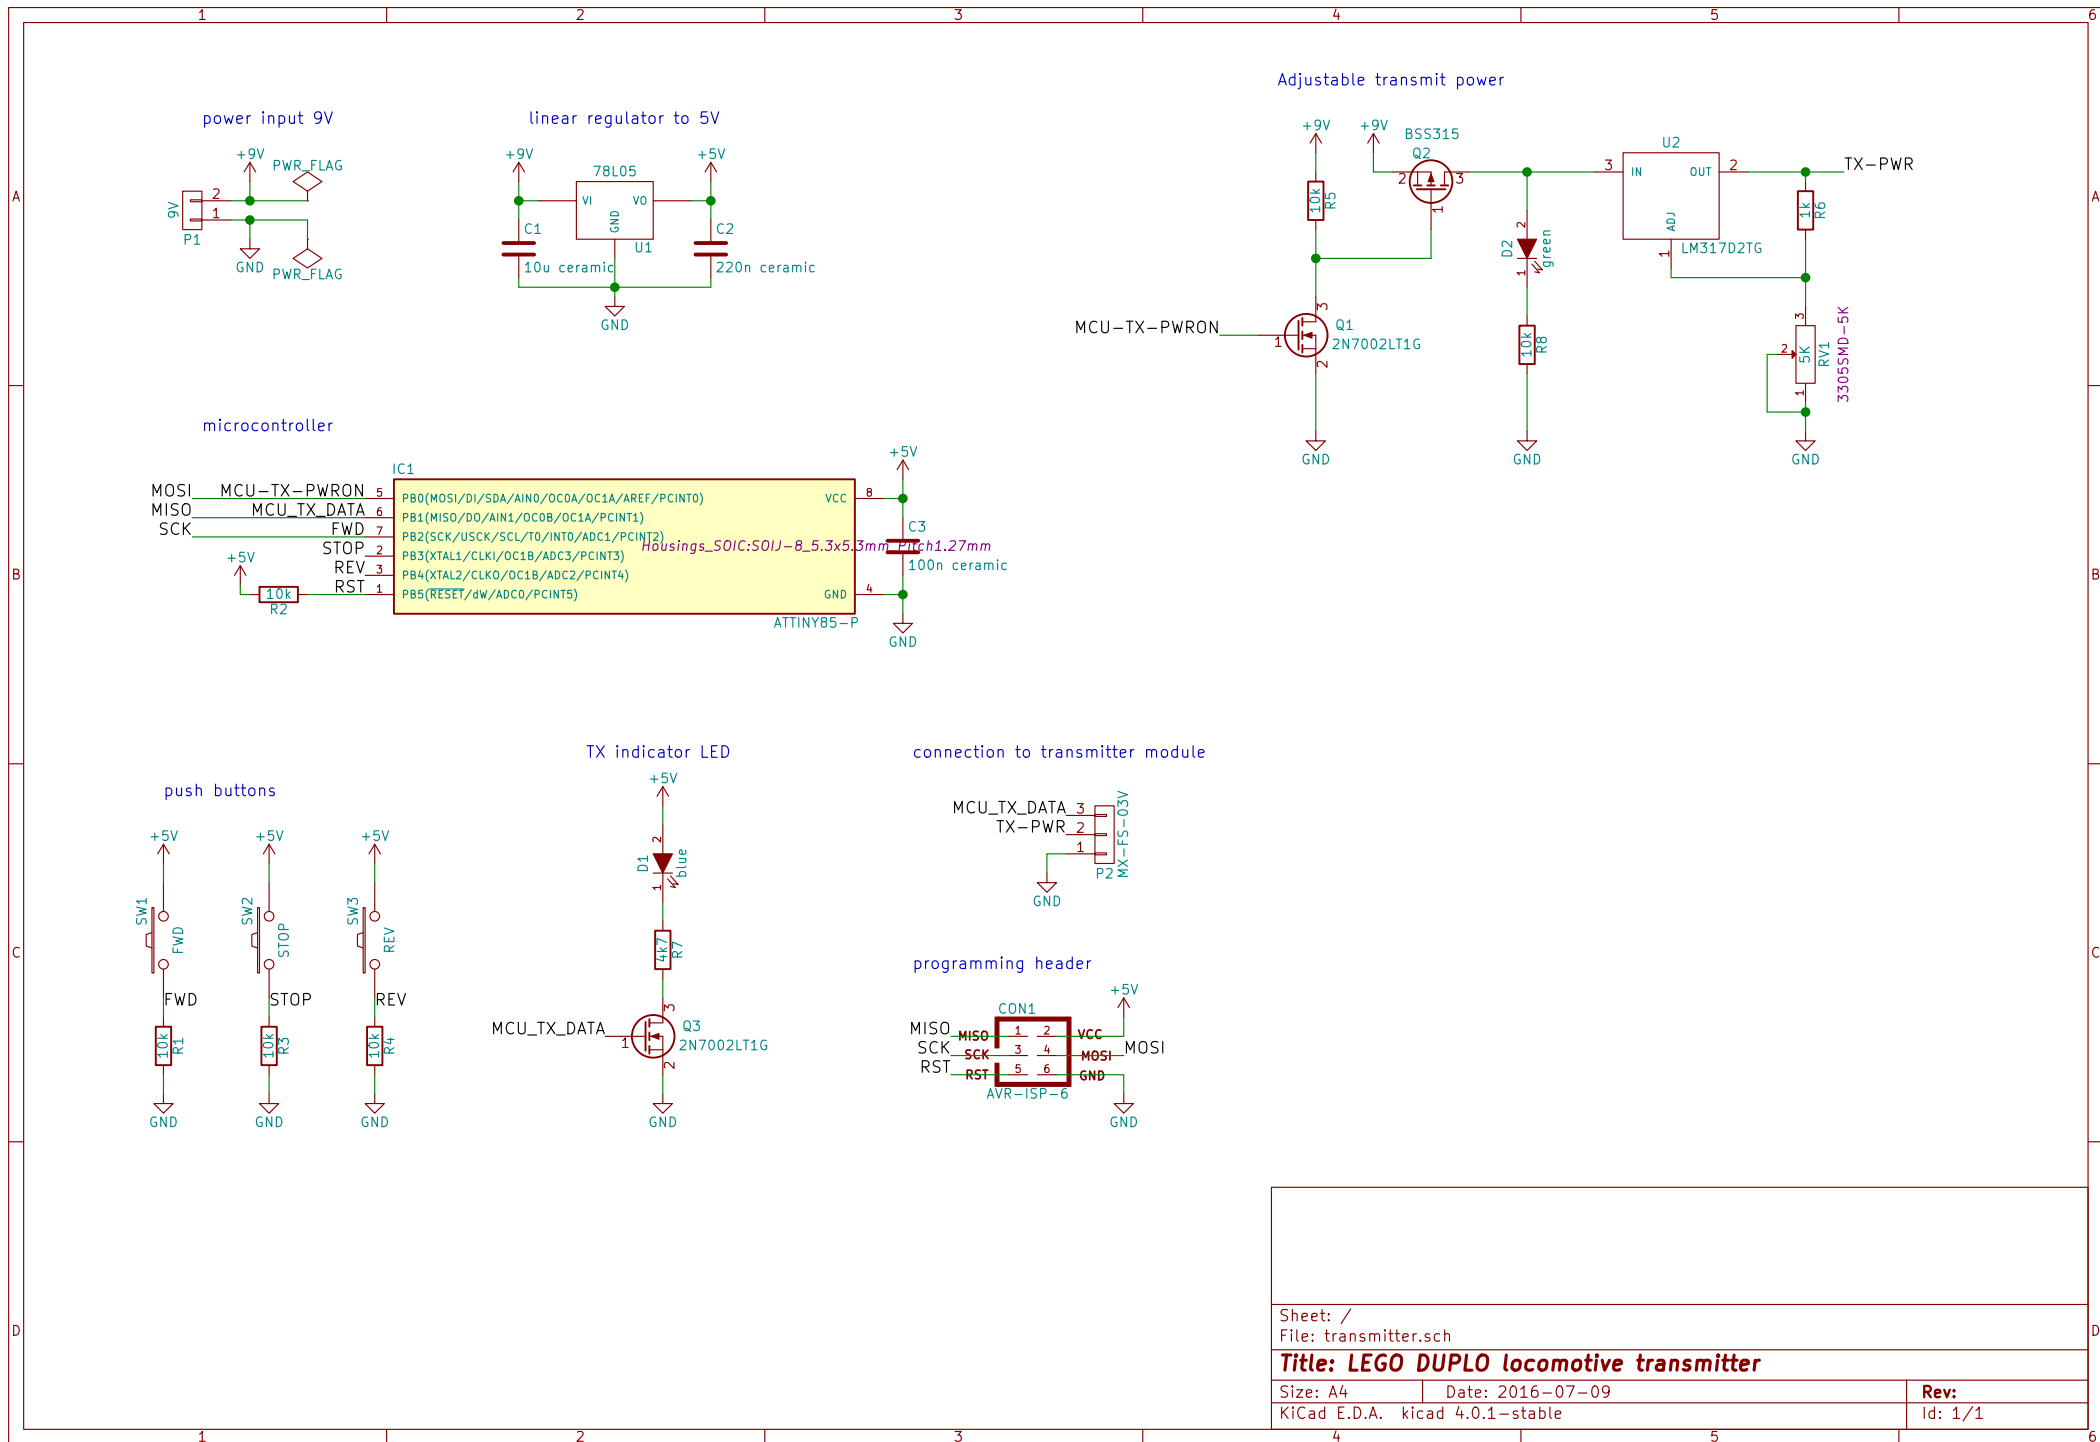 1 2 3 4 5 6
A
B
C
D
A
B
C
D
power input 9V
+9V
PWR_FLAG
9V
2
1
P1
GND
PWR_FLAG
linear regulator to 5V
+9V
+5V
78L05
VI
VO
GND
U1
C1
10u ceramic
C2
220n ceramic
GND
Adjustable transmit power
+9V
+9V
BSS315
Q2
2
3
1
10k
R5
MCU-TX-PWRON
1
3
2
Q1
2N7002LT1G
GND
D2
2
1
green
10k
R8
GND
U2
3
IN
OUT
2
ADJ
1
LM317D2TG
TX-PWR
1k
R6
3
2
1
5K
RV1
3305SMD-5K
GND
microcontroller
IC1
MOSI MCU-TX-PWRON 5 PB0(MOSI/DI/SDA/AIN0/OC0A/OC1A/AREF/PCINT0)
MISO MCU_TX_DATA 6 PB1(MISO/DO/AIN1/OC0B/OC1A/PCINT1)
SCK FWD 7 PB2(SCK/USCK/SCL/T0/INT0/ADC1/PCINT2)
STOP 2 PB3(XTAL1/CLKI/OC1B/ADC3/PCINT3)
REV 3 PB4(XTAL2/CLKO/OC1B/ADC2/PCINT4)
RST 1 PB5(RESET/dW/ADC0/PCINT5)
+5V
10k
R2
VCC 8
GND 4
Housings_SOIC:SOIJ-8_5.3x5.3mm_Pitch1.27mm
ATTINY85-P
+5V
C3
100n ceramic
GND
push buttons
+5V
+5V
+5V
SW1
FWD
SW2
STOP
SW3
REV
FWD
STOP
REV
10k
R1
10k
R3
10k
R4
GND
GND
GND
TX indicator LED
+5V
D1
2
1
blue
4k7
R7
MCU_TX_DATA
1
3
2
Q3
2N7002LT1G
GND
connection to transmitter module
MCU_TX_DATA 3
TX-PWR 2
1
P2
MX-FS-03V
GND
programming header
CON1
+5V
MISO MISO 1 2 VCC
SCK SCK 3 4 MOSI MOSI
RST RST 5 6 GND
AVR-ISP-6
GND
Sheet: /
File: transmitter.sch
Title: LEGO DUPLO locomotive transmitter
Size: A4 Date: 2016-07-09 Rev:
KiCad E.D.A. kicad 4.0.1-stable Id: 1/1
1 2 3 4 5 6